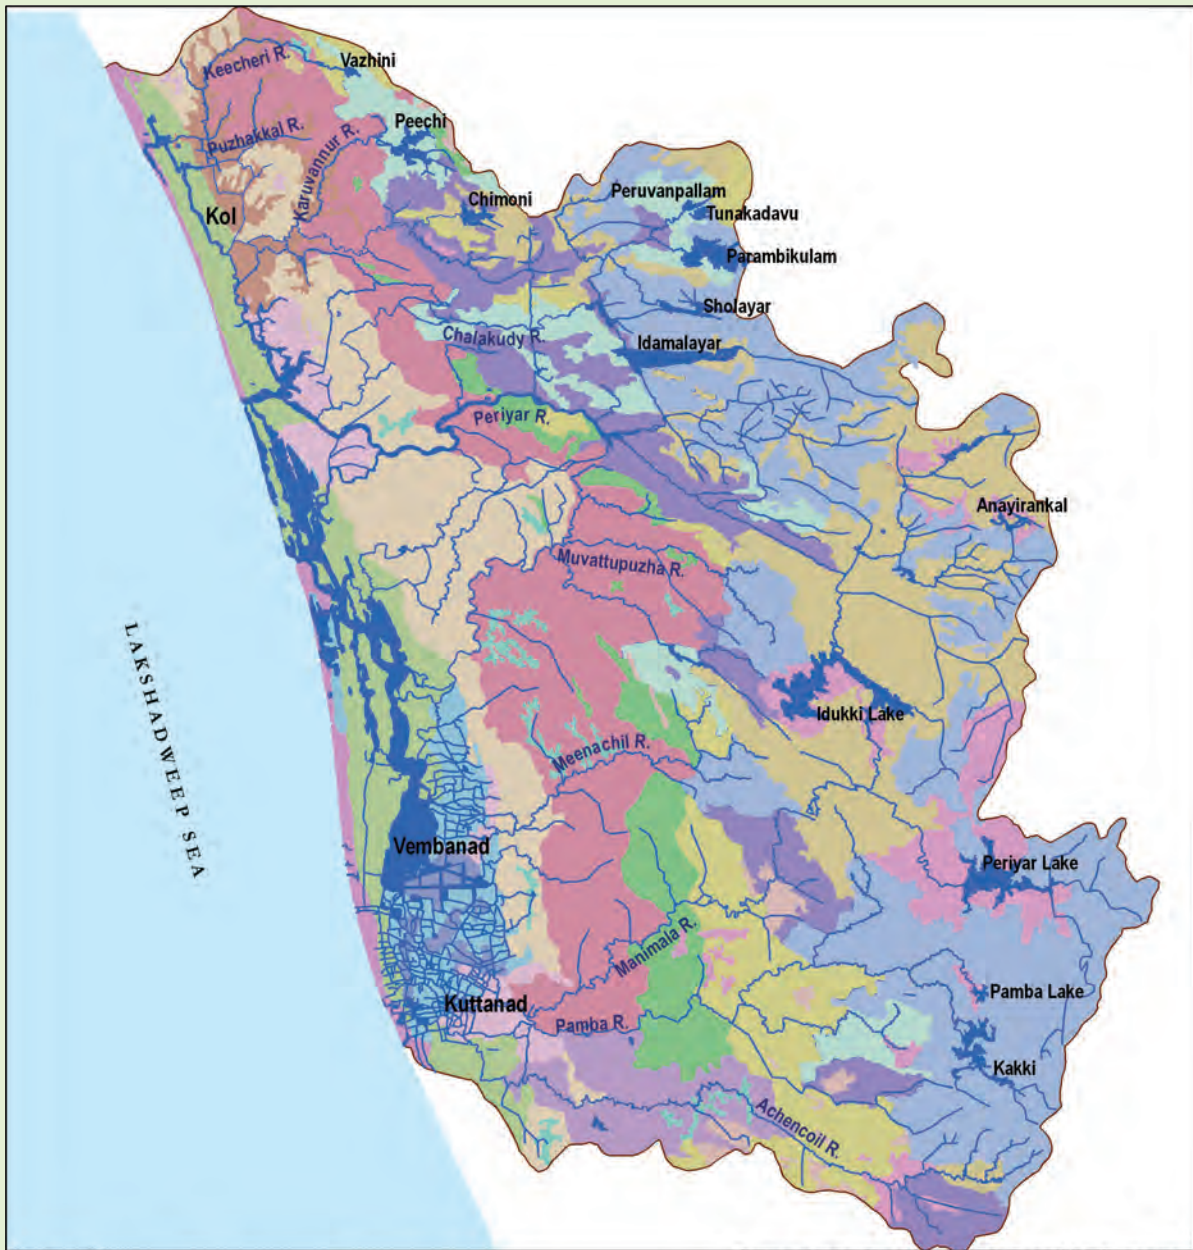 Keecheri R.
Vazhini
Puzhakkal R.
Peechi
Karuvannur R.
Kol
Chimoni
Peruvanpallam
Tunakadavu
Parambikulam
Sholayar
Chalakudy R.
Idamalayar
Periyar R.
Anayirankal
Muvattupuzha R.
LAKSHADWEEP SEA
Idukki Lake
Meenachil R.
Vembanad
Periyar Lake
Manimala R.
Pamba Lake
Kuttanad
Pamba R.
Kakki
Achencoil R.